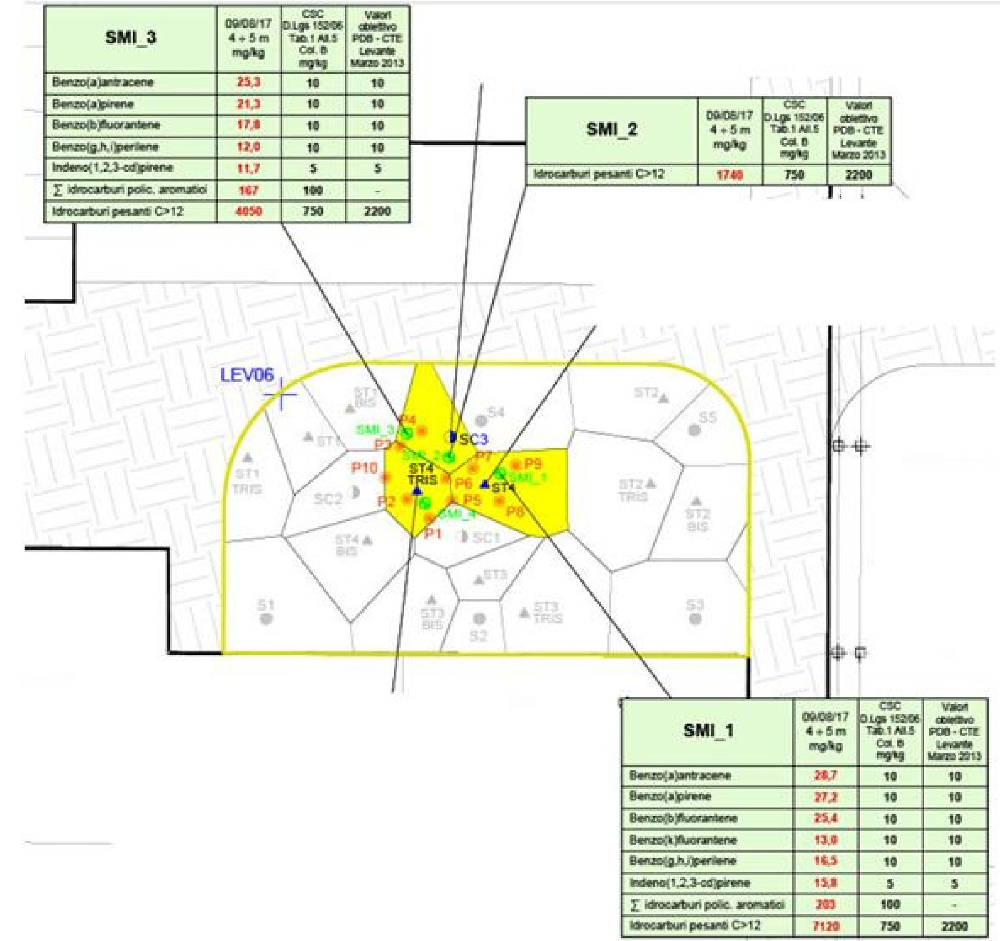 SMI_3
09/08/17
4 ÷ 5 m
mg/kg
CSC
D.Lgs 152/06
Tab.1 All.5
Col. B
mg/kg
Valori
obiettivo
PDB - CTE
Levante
Marzo 2013
Benzo(a)antracene 25,3 10 10
Benzo(a)pirene 21,3 10 10
Benzo(b)fluorantene 17,8 10 10
Benzo(g,h,i)perilene 12,0 10 10
Indeno(1,2,3-cd)pirene 11,7 5 5
∑ idrocarburi polic. aromatici 167 100 -
Idrocarburi pesanti C>12 4050 750 2200
SMI_2
09/08/17
4 ÷ 5 m
mg/kg
CSC
D.Lgs 152/06
Tab.1 All.5
Col. B
mg/kg
Valori
obiettivo
PDB - CTE
Levante
Marzo 2013
Idrocarburi pesanti C>12 1740 750 2200
LEV06
ST1
BIS
ST2
P4
S4
S5
SMI_3
ST1
P3
SC3
SMI_2
P7
ST1
TRIS
P10
ST4
TRIS
P9
SMI_1
P6
ST4
ST2
TRIS
SC2
P2
P5
P8
SMI_4
ST2
BIS
P1
SC1
ST4
BIS
ST3
S1
ST3
BIS
S2
ST3
TRIS
S3
SMI_1
09/08/17
4 ÷ 5 m
mg/kg
CSC
D.Lgs 152/06
Tab.1 All.5
Col. B
mg/kg
Valori
obiettivo
PDB - CTE
Levante
Marzo 2013
Benzo(a)antracene 28,7 10 10
Benzo(a)pirene 27,2 10 10
Benzo(b)fluorantene 25,4 10 10
Benzo(k)fluorantene 13,0 10 10
Benzo(g,h,i)perilene 16,5 10 10
Indeno(1,2,3-cd)pirene 15,8 5 5
∑ idrocarburi polic. aromatici 203 100 -
Idrocarburi pesanti C>12 7120 750 2200